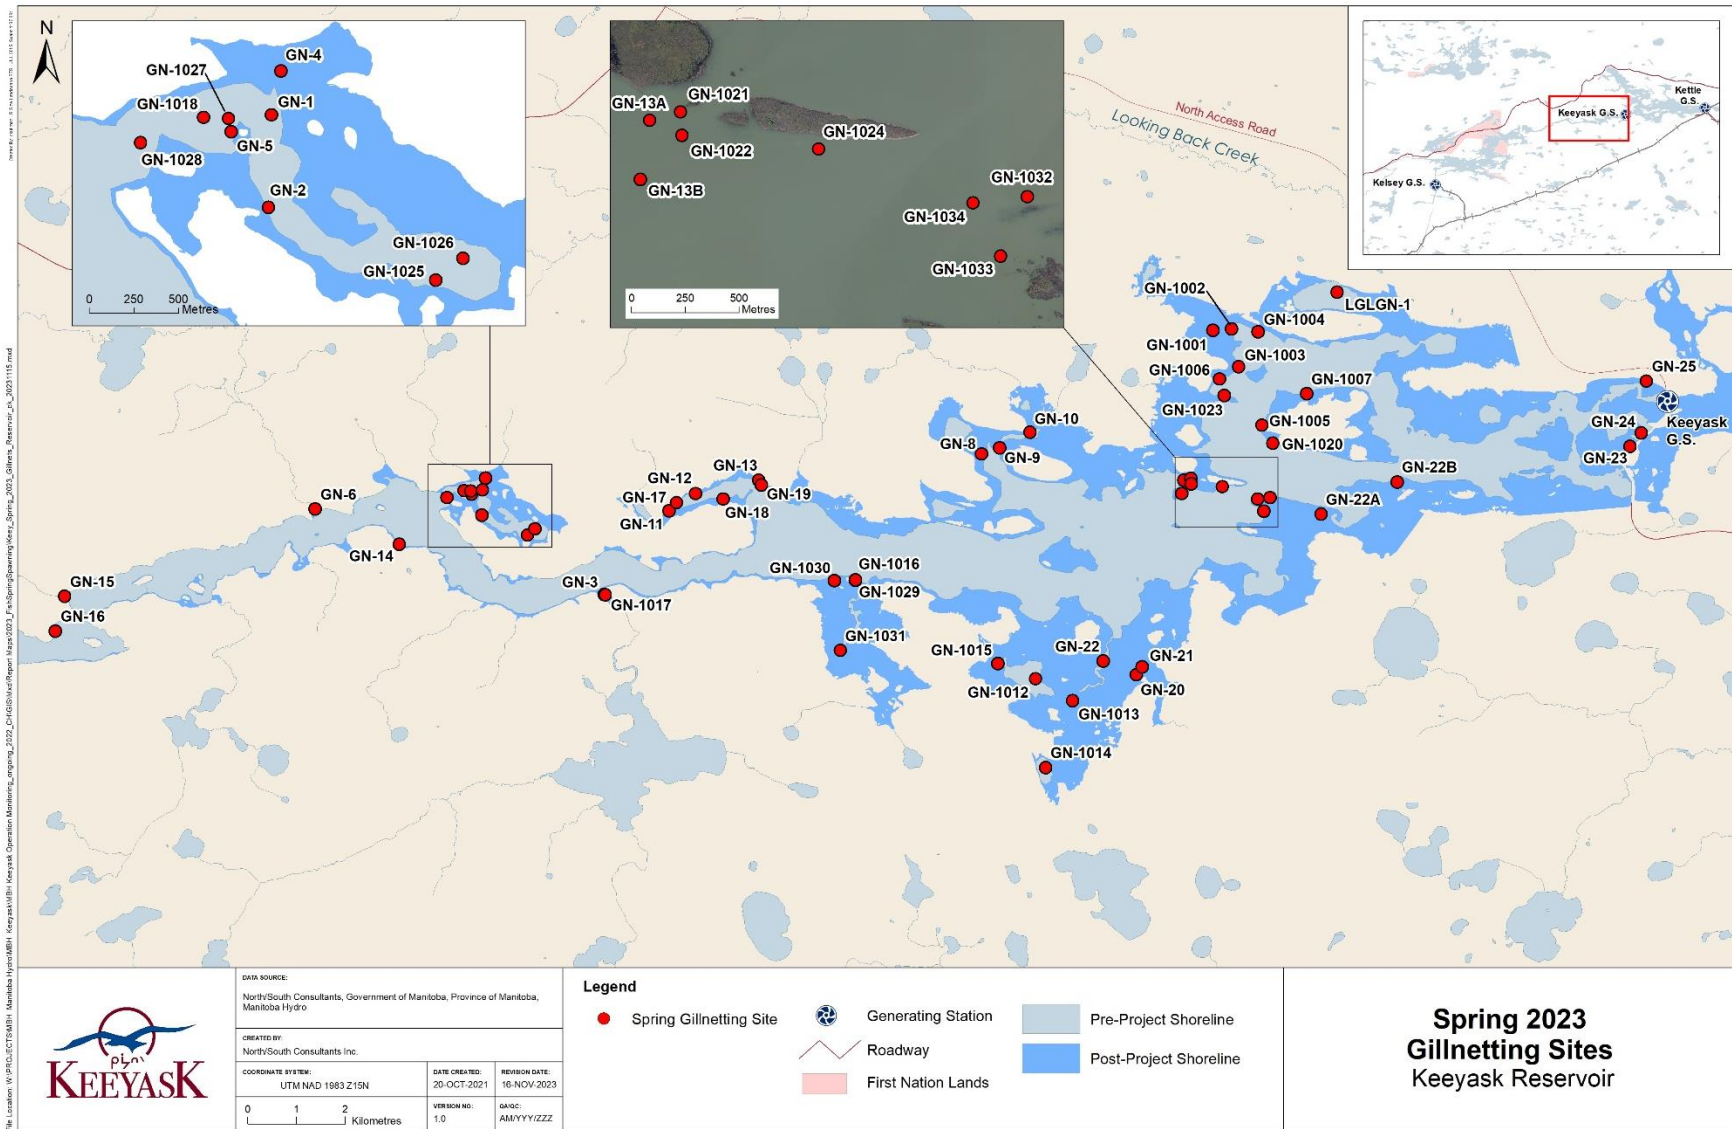 N
GN-4
GN-1027
GN-1018
GN-1
GN-5
GN-1028
GN-2
GN-1026
GN-1025
0 250 500
Metres
GN-1021
GN-13A
GN-1024
GN-1022
GN-13B
GN-1032
GN-1034
GN-1033
0 250 500
Metres
North Access Road
Looking Back Creek
Kettle
G.S.
Keeyask G.S.
Kelsey G.S.
GN-1002
LGLGN-1
GN-1004
GN-1001
GN-1003
GN-1006
GN-1007
GN-25
GN-1023
GN-1005
GN-24
Keeyask
G.S.
GN-10
GN-8
GN-9
GN-1020
GN-23
GN-22B
GN-22A
GN-13
GN-12
GN-17
GN-19
GN-11
GN-18
GN-6
GN-14
GN-15
GN-16
GN-3
GN-1017
GN-1030
GN-1016
GN-1029
GN-1031
GN-1015
GN-22
GN-21
GN-1012
GN-20
GN-1013
GN-1014
KEEYASK
DATA SOURCE:
North/South Consultants, Government of Manitoba, Province of Manitoba,
Manitoba Hydro
CREATED BY:
North/South Consultants Inc.
COORDINATE SYSTEM:
UTM NAD 1983 Z15N
DATE CREATED:
20-OCT-2021
REVISION DATE:
16-NOV-2023
0 1 2
Kilometres
VERSION NO:
1.0
QA/QC:
AM/YYY/ZZZ
Legend
Spring Gillnetting Site
Generating Station
Roadway
First Nation Lands
Pre-Project Shoreline
Post-Project Shoreline
Spring 2023
Gillnetting Sites
Keeyask Reservoir